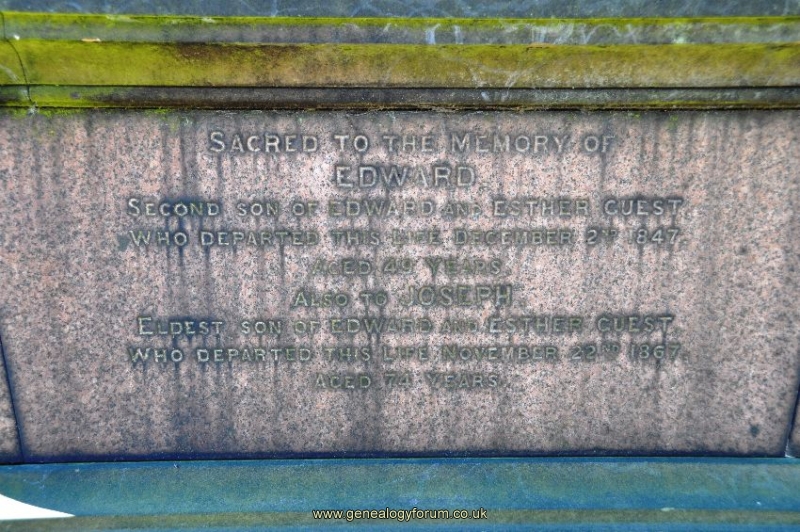 SACRED TO THE MEMORY OF
EDWARD
SECOND SON OF EDWARD AND ESTHER GUEST
WHO DEPARTED THIS LIFE DECEMBER 2ND 1847.
AGED 49 YEARS.
ALSO TO JOSEPH
ELDEST SON OF EDWARD AND ESTHER GUEST.
WHO DEPARTED THIS LIFE NOVEMBER 22ND 1867.
AGED 74 YEARS.
www.genealogyforum.co.uk